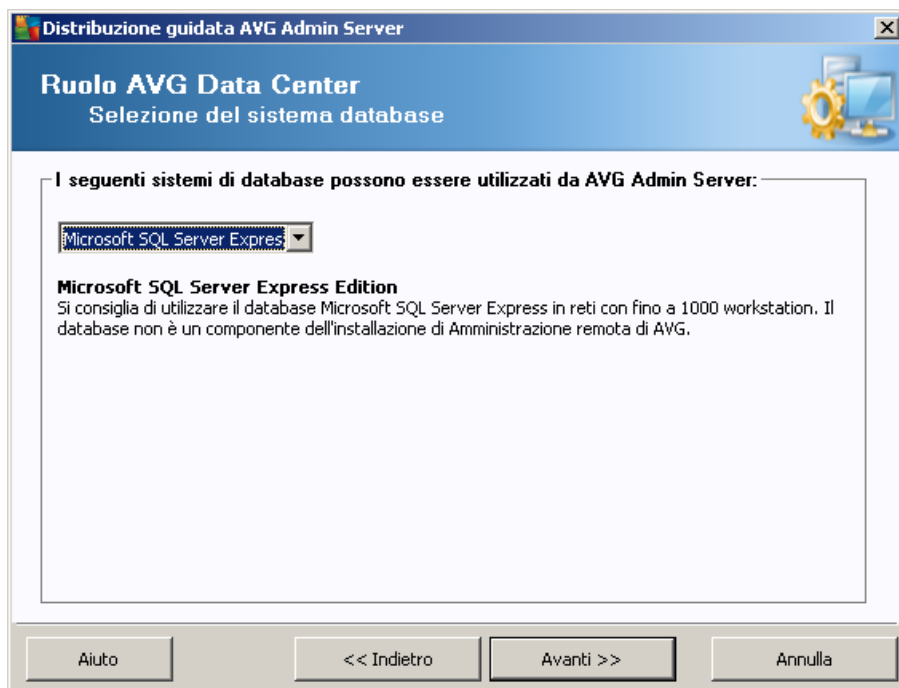 Distribuzione guidata AVG Admin Server
Ruolo AVG Data Center
Selezione del sistema database
I seguenti sistemi di database possono essere utilizzati da AVG Admin Server:
Microsoft SQL Server Expres
Microsoft SQL Server Express Edition
Si consiglia di utilizzare il database Microsoft SQL Server Express in reti con fino a 1000 workstation. Il
database non è un componente dell'installazione di Amministrazione remota di AVG.
Aiuto
<< Indietro
Avanti >>
Annulla